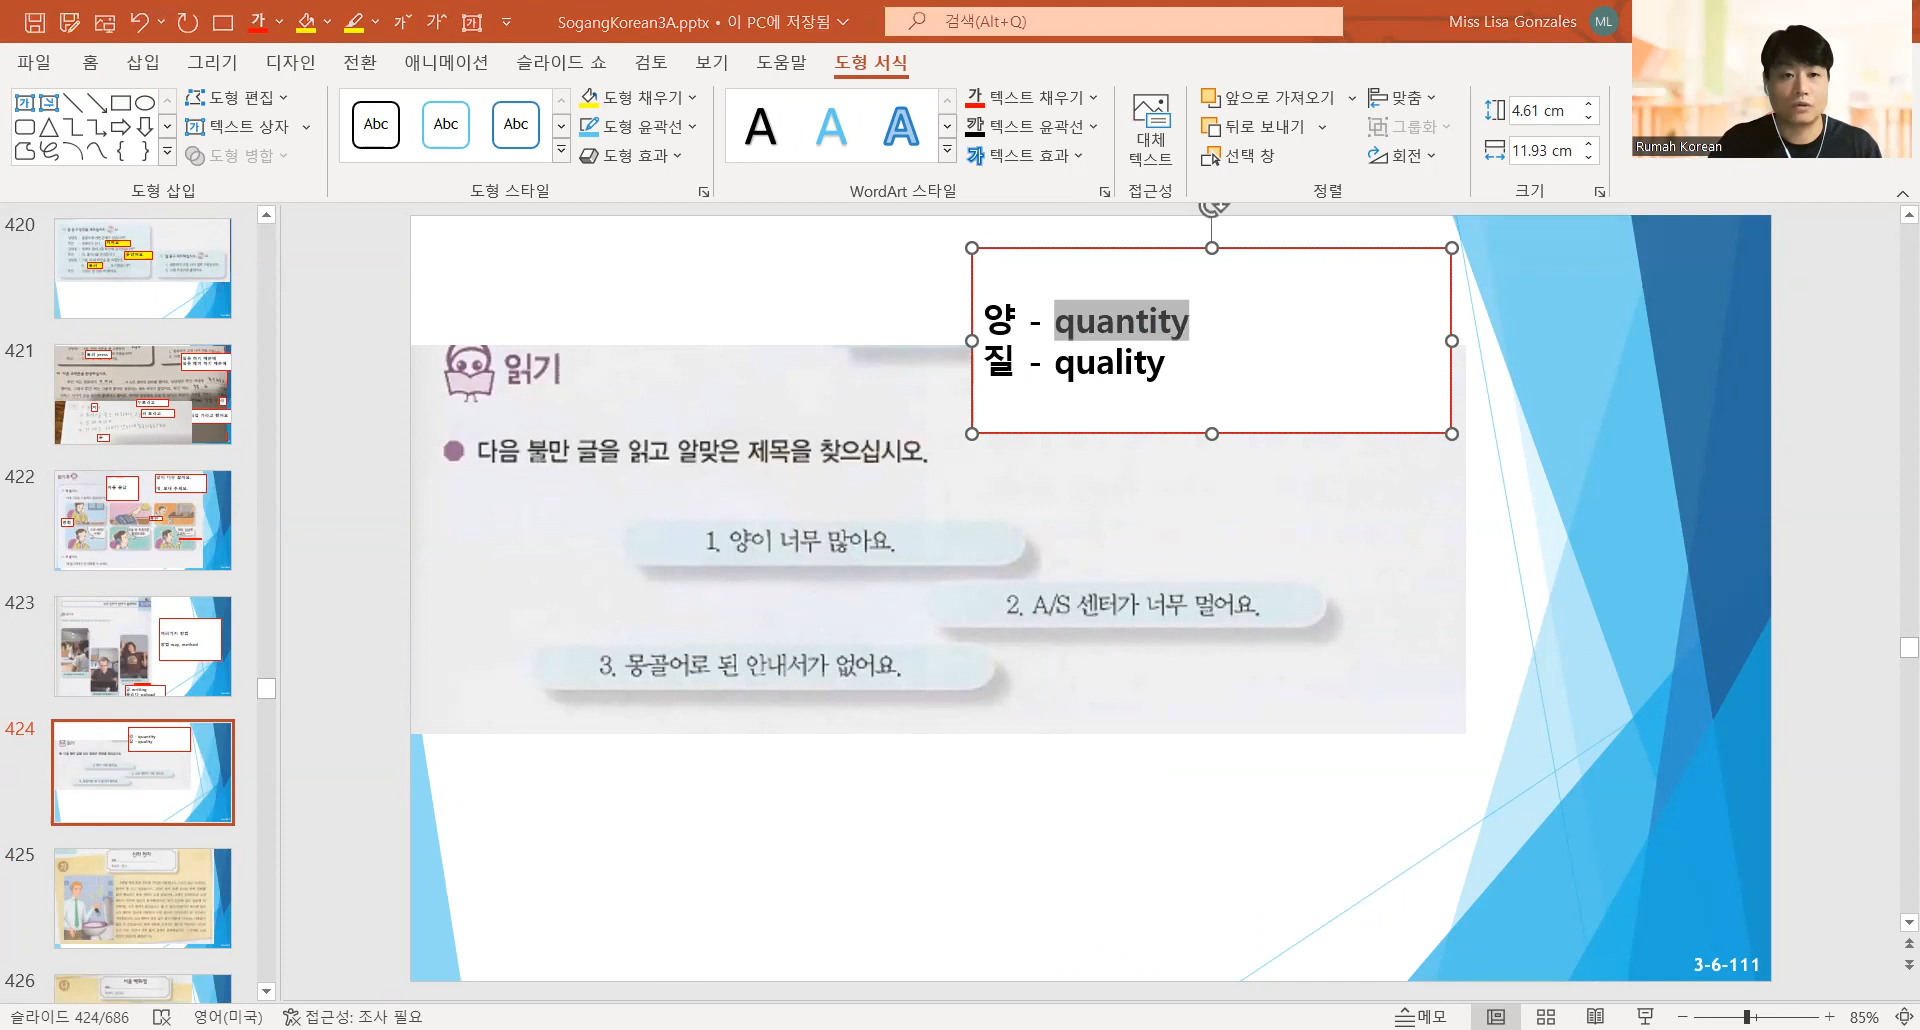 SogangKorean3A.pptx • 이 PC에 저장됨
검색(Alt+Q)
Miss Lisa Gonzales
ML
파일 홈 삽입 그리기 디자인 전환 애니메이션 슬라이드 쇼 검토 보기 도움말 도형 서식
도형 편집
텍스트 상자
도형 병합
도형 삽입
Abc Abc Abc
도형 채우기
도형 윤곽선
도형 효과
도형 스타일
A A A
텍스트 채우기
텍스트 윤곽선
텍스트 효과
WordArt 스타일
대체
텍스트
접근성
앞으로 가져오기
뒤로 보내기
선택 창
맞춤
그룹화
회전
정렬
4.61 cm
11.93 cm
크기
Rumah Korean
420
421
422
423
424
425
426
양 - quantity
질 - quality
읽기
다음 불만 글을 읽고 알맞은 제목을 찾으십시오.
1. 양이 너무 많아요.
2. A/S 센터가 너무 멀어요.
3. 몽골어로 된 안내서가 없어요.
3-6-111
슬라이드 424/686
영어(미국)
접근성: 조사 필요
메모
85%